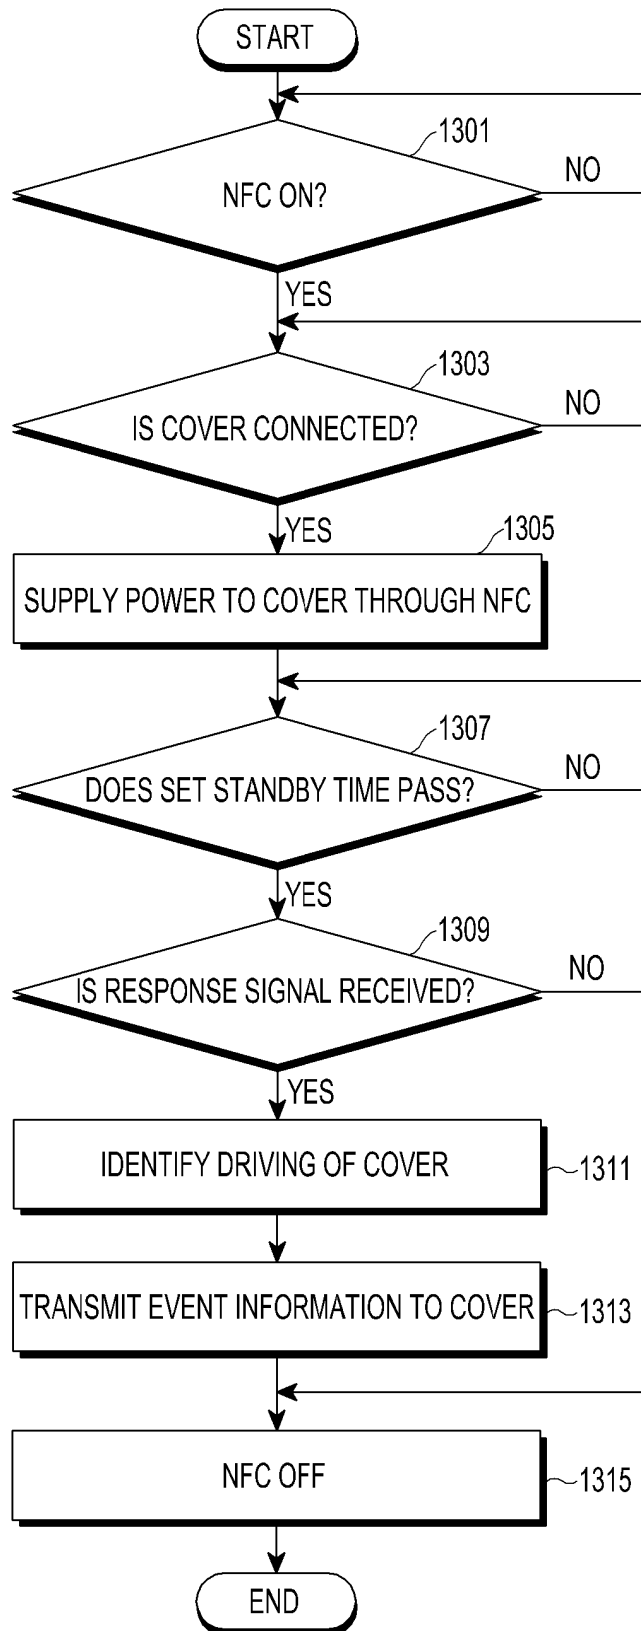 START
1301
NFC ON?
NO
YES
1303
IS COVER CONNECTED?
NO
YES
1305
SUPPLY POWER TO COVER THROUGH NFC
1307
DOES SET STANDBY TIME PASS?
NO
YES
1309
IS RESPONSE SIGNAL RECEIVED?
NO
YES
IDENTIFY DRIVING OF COVER
1311
TRANSMIT EVENT INFORMATION TO COVER
1313
NFC OFF
1315
END